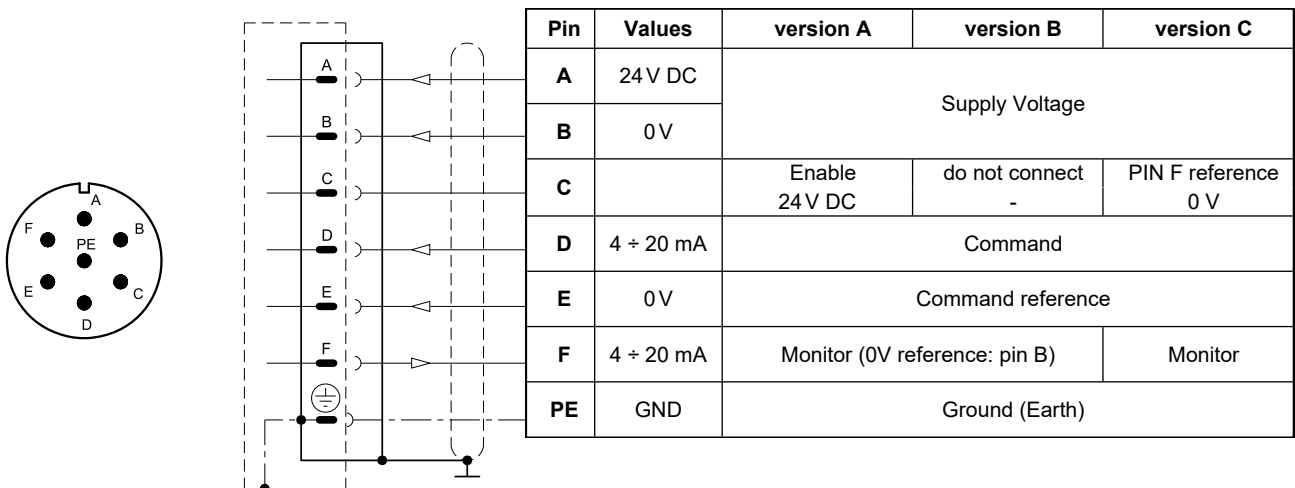 A
F
B
PE
E
C
D
A
B
C
D
E
F
Pin Values version A version B version C
A 24 V DC Supply Voltage
B 0 V
C Enable do not connect PIN F reference
24 V DC - 0 V
D 4 ÷ 20 mA Command
E 0 V Command reference
F 4 ÷ 20 mA Monitor (0V reference: pin B) Monitor
PE GND Ground (Earth)